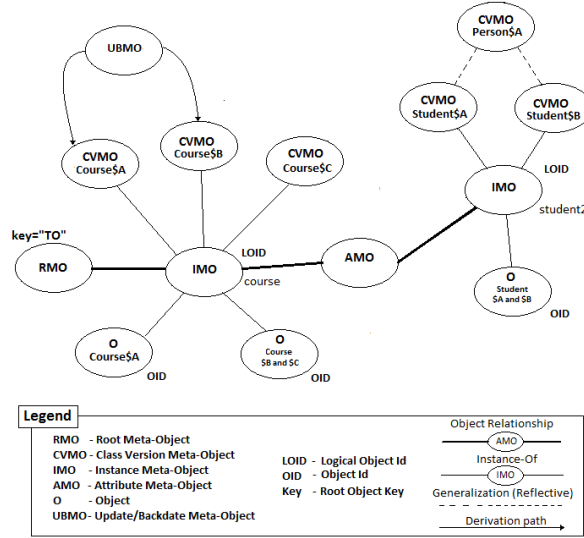 CVMO
Person$A
UBMO
CVMO
Student$A
CVMO
Student$B
CVMO
Course$A
CVMO
Course$B
CVMO
Course$C
LOID
IMO
student2
key="TO"
RMO
LOID
IMO
course
AMO
O
Student
$A and $B
OID
O
Course$A
OID
O
Course
$B and $C
OID
Legend
RMO - Root Meta-Object
CVMO - Class Version Meta-Object
IMO - Instance Meta-Object
AMO - Attribute Meta-Object
O - Object
UBMO - Update/Backdate Meta-Object
LOID - Logical Object Id
OID - Object Id
Key - Root Object Key
Object Relationship
AMO
Instance-Of
IMO
Generalization (Reflective)
Derivation path